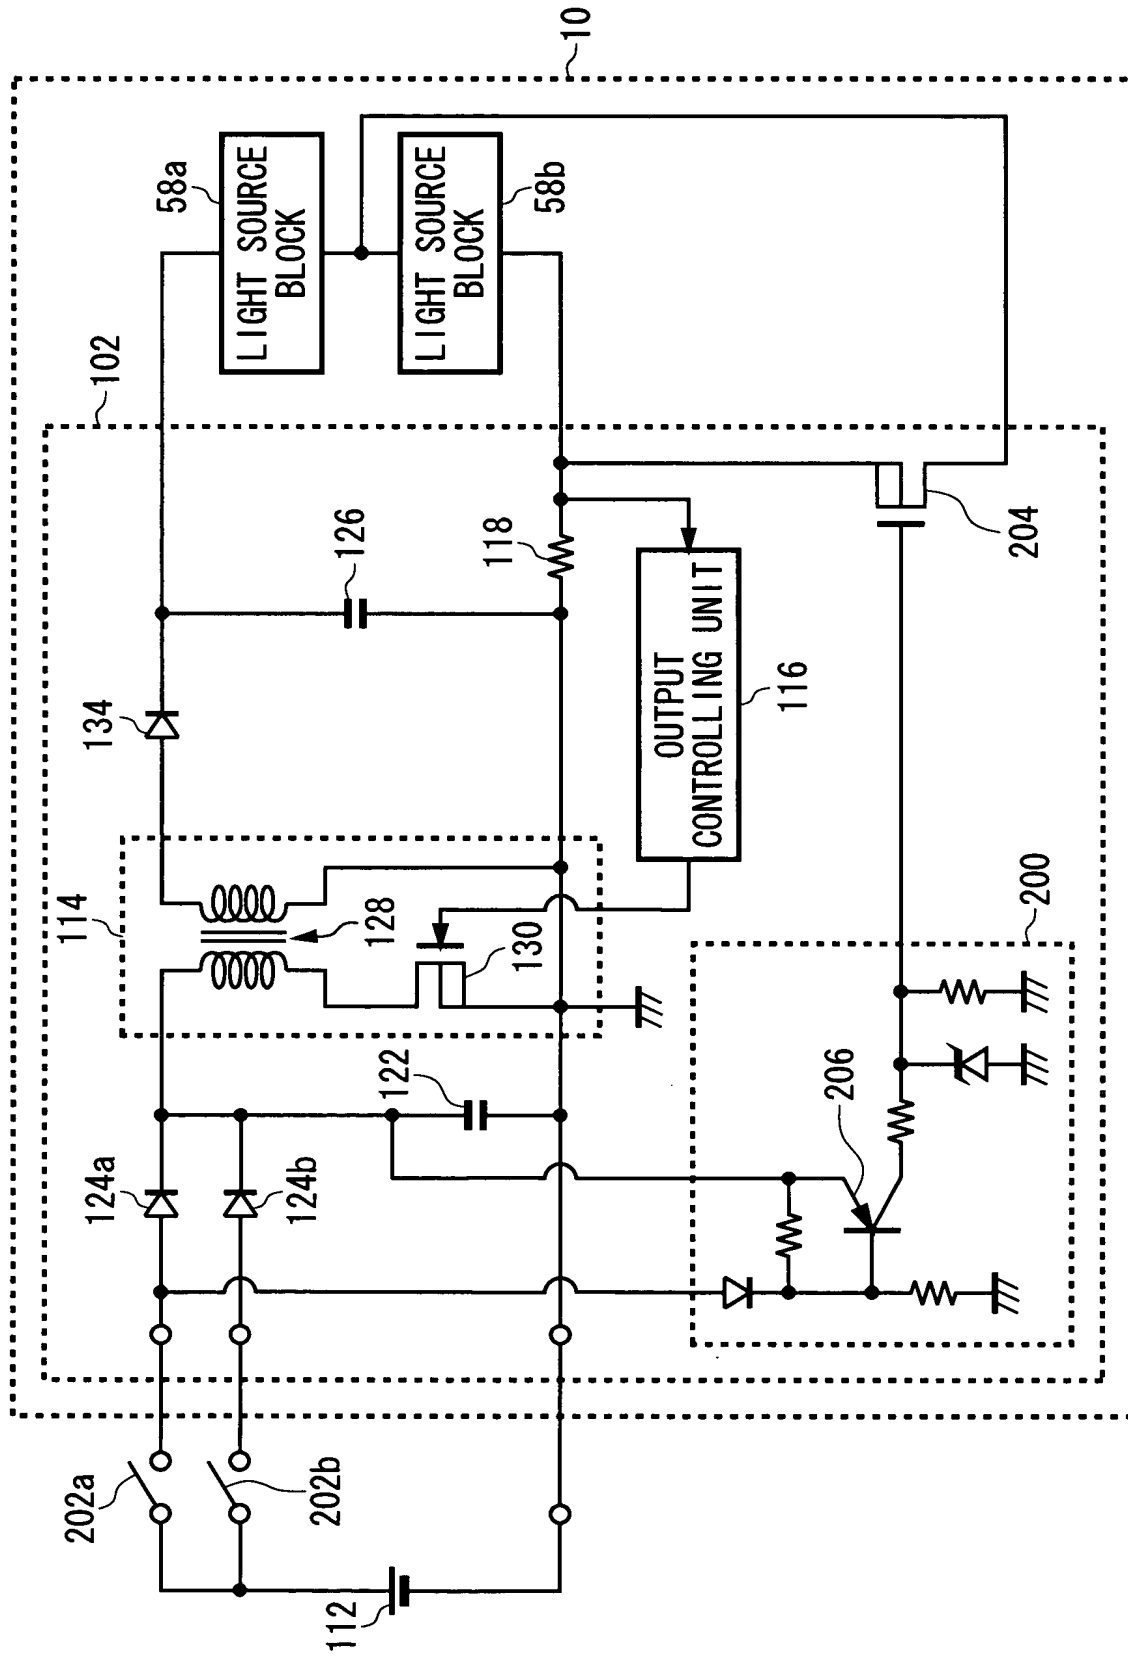 10
102
58a
LIGHT SOURCE
BLOCK
58b
LIGHT SOURCE
BLOCK
126
118
134
OUTPUT
CONTROLLING UNIT
116
204
114
128
130
200
122
206
124a
124b
202a
202b
112